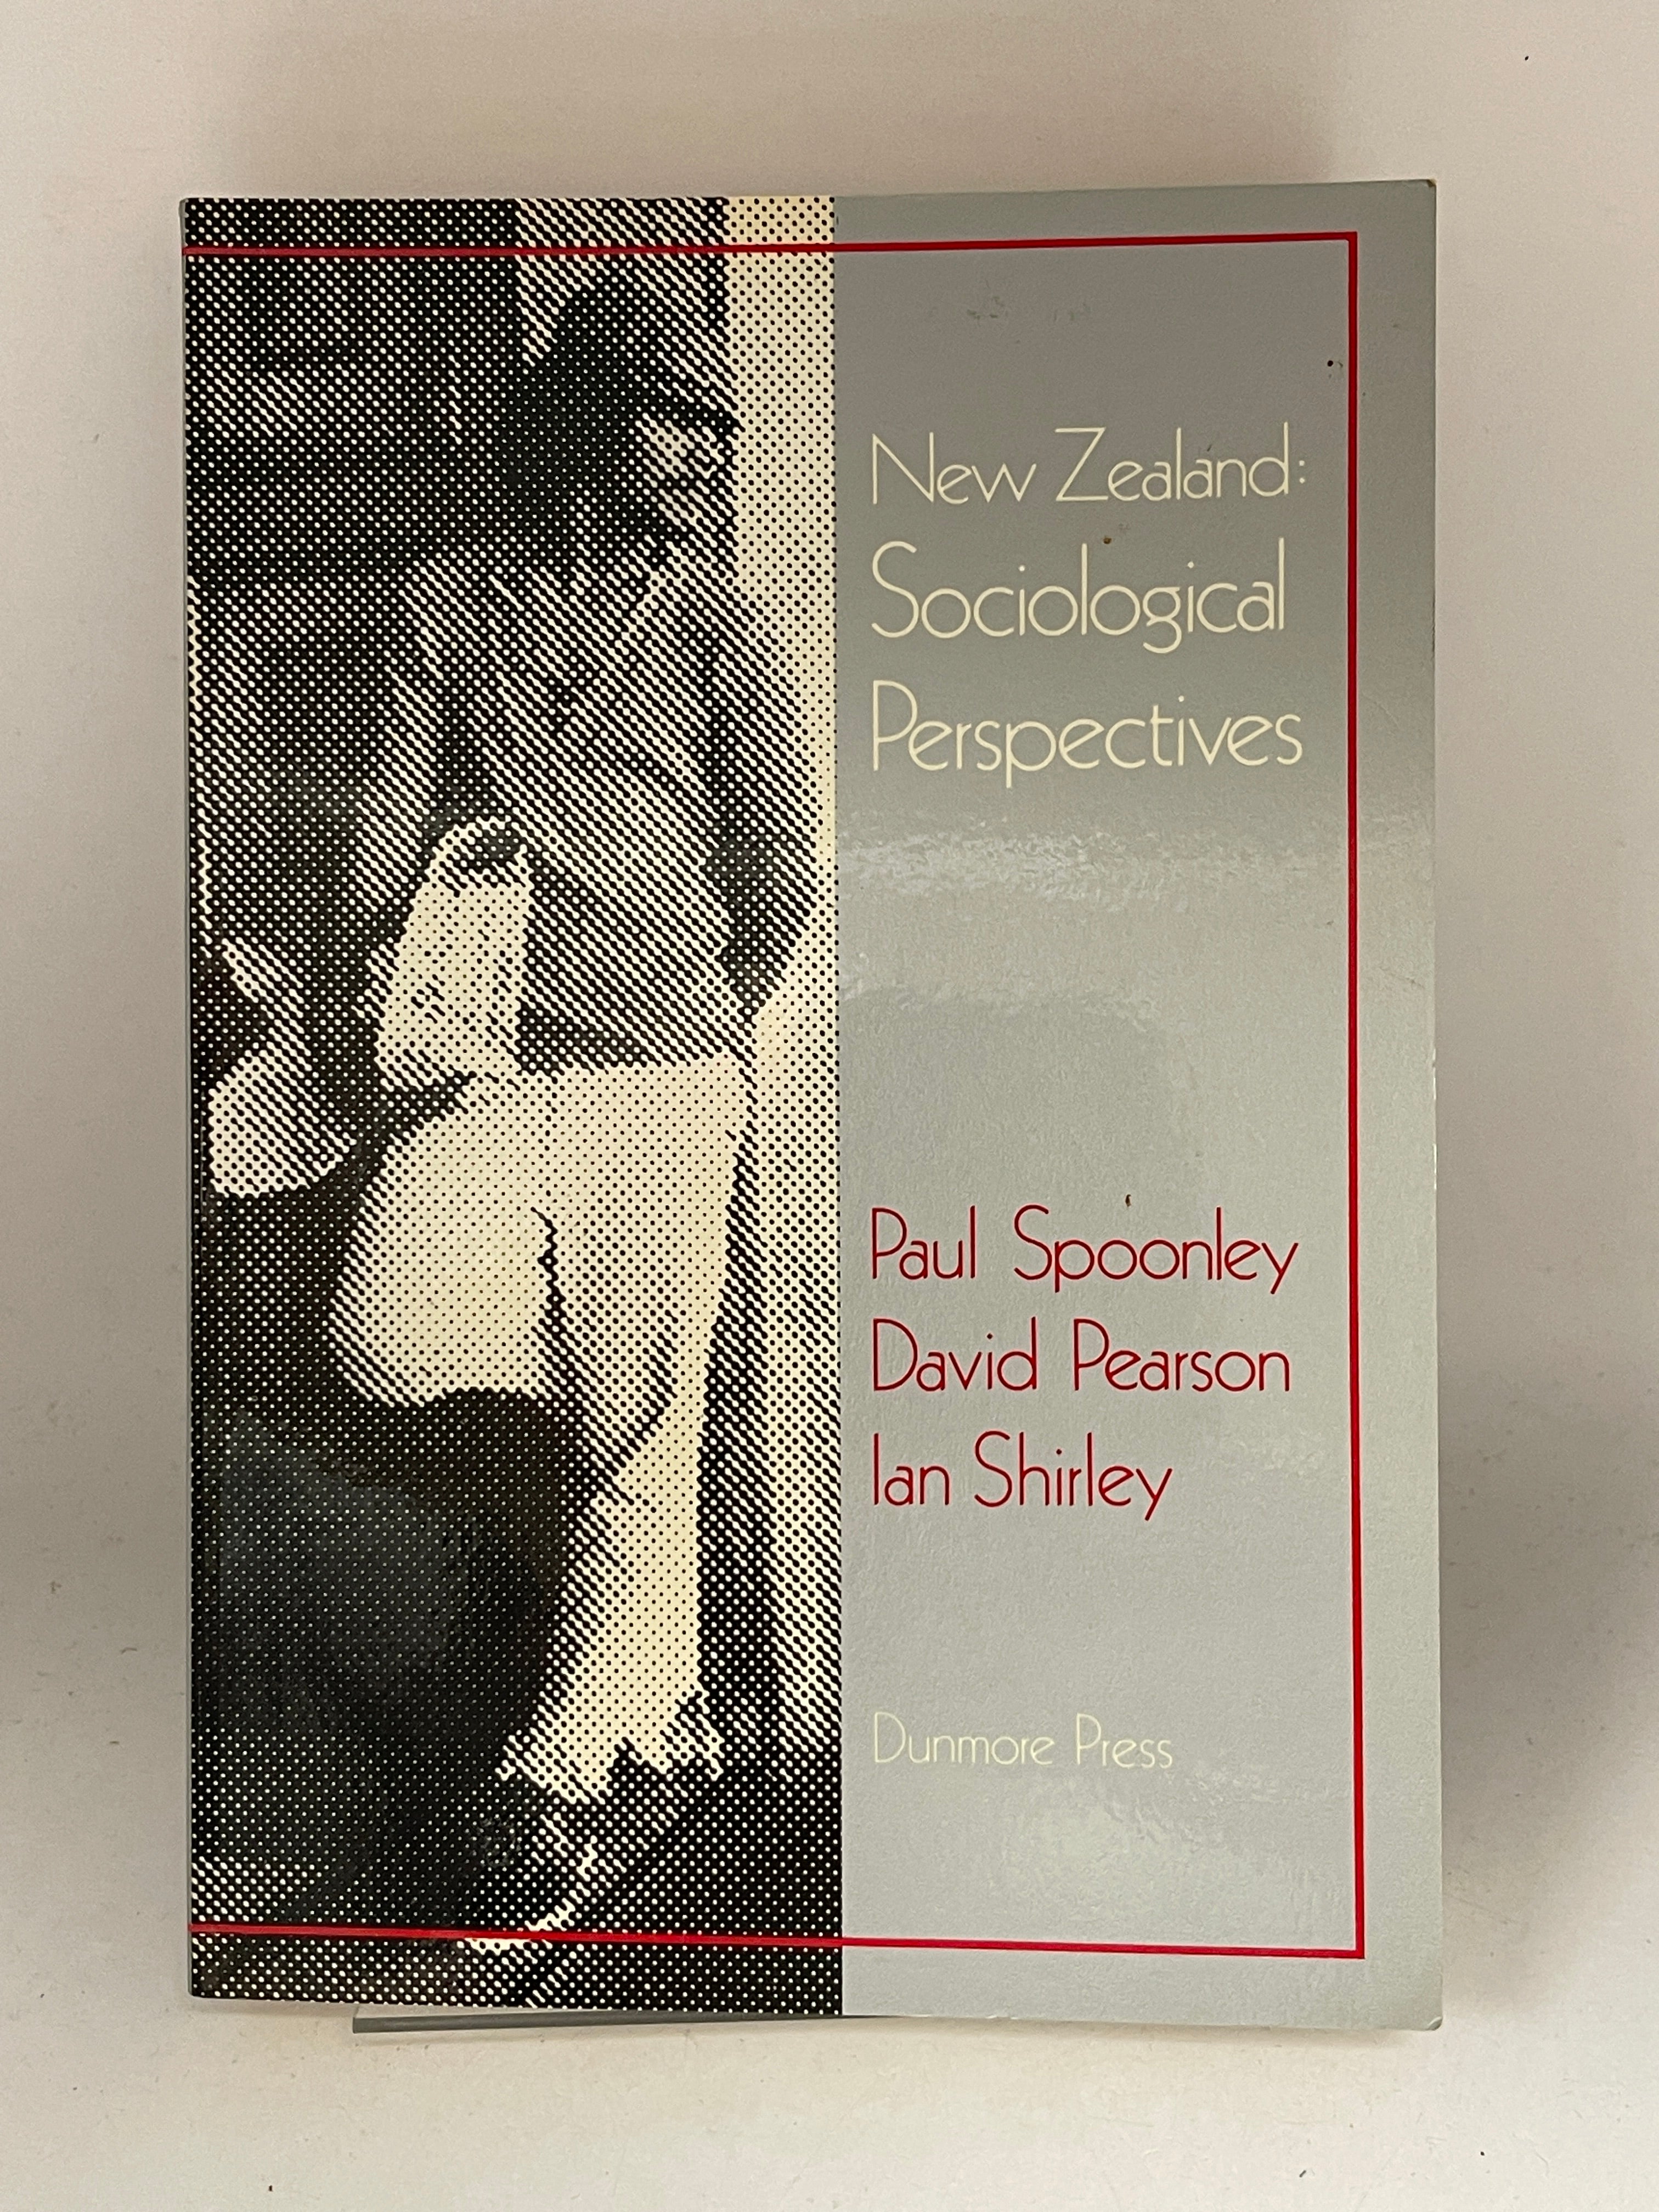 New Zealand:
Sociological
Perspectives
Paul Spoonley
David Pearson
Ian Shirley
Dunmore Press